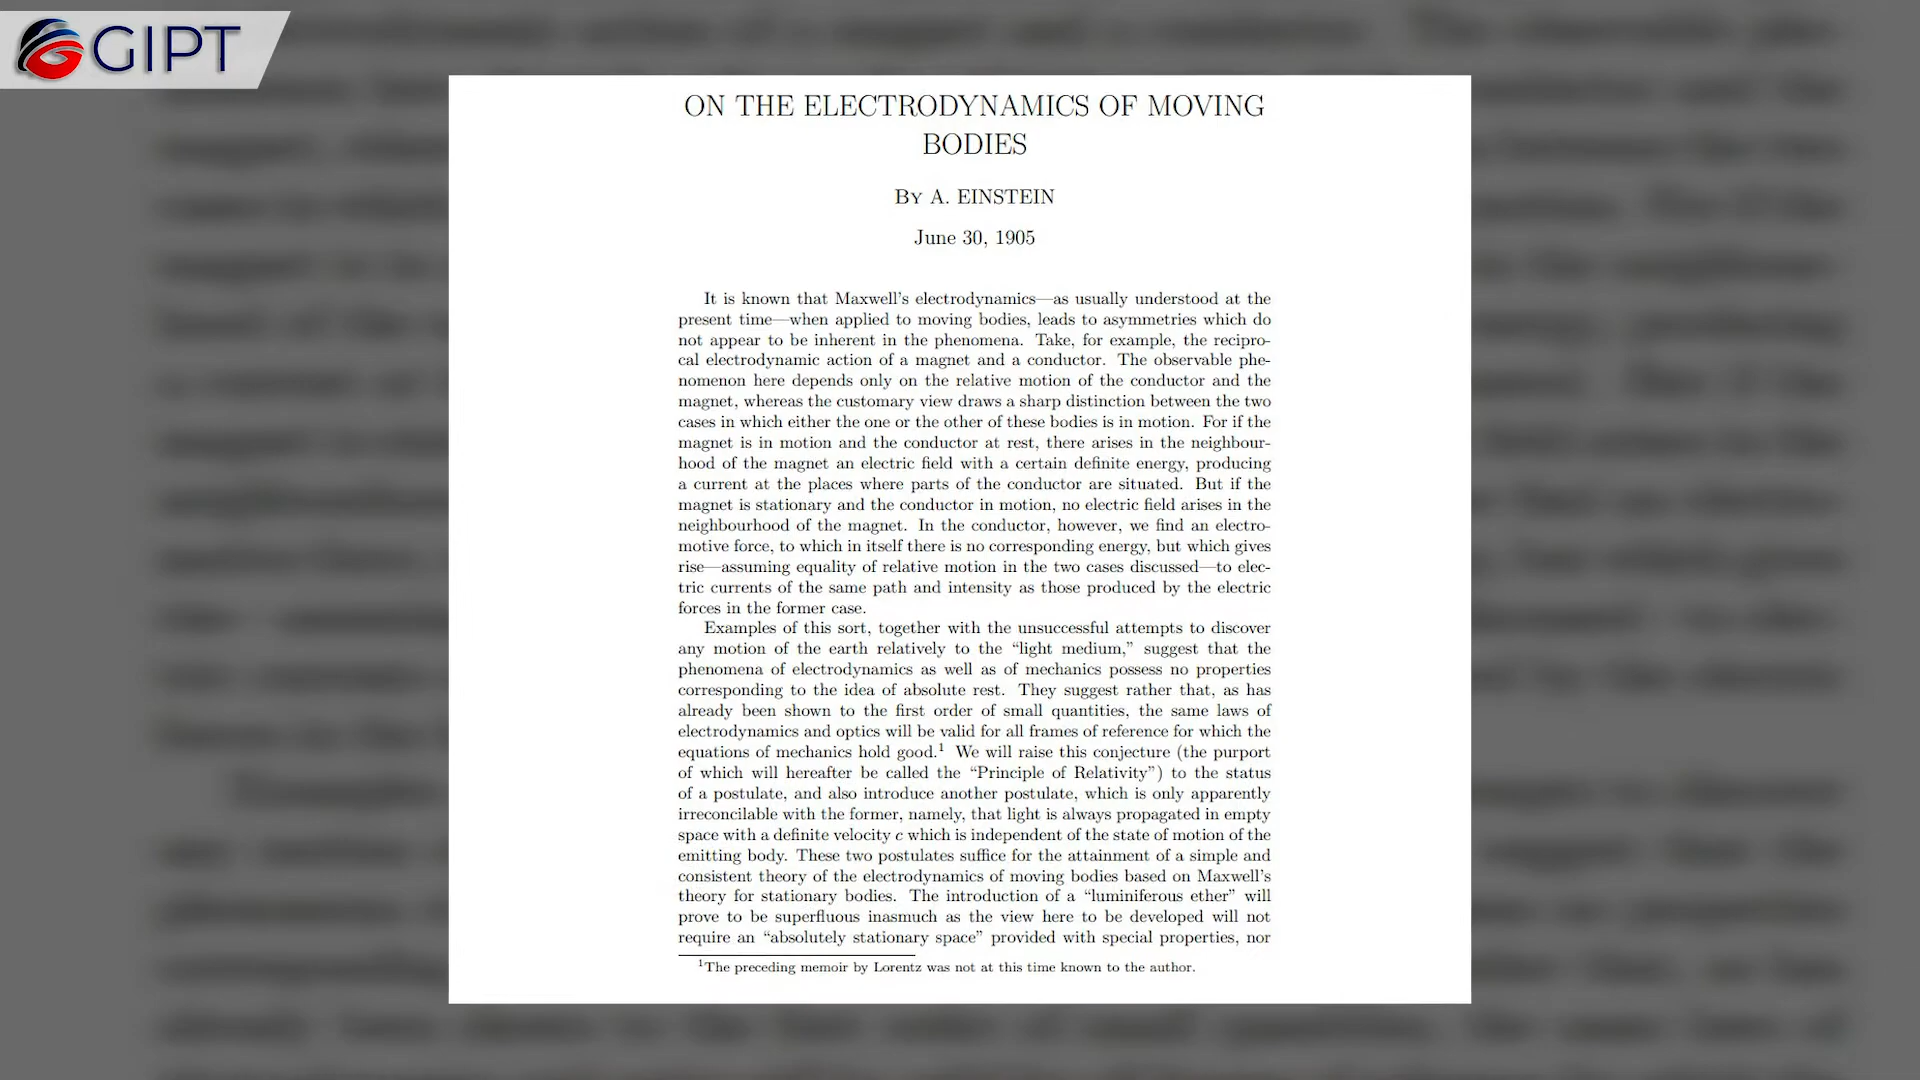 GIPT
ON THE ELECTRODYNAMICS OF MOVING
BODIES
BY A. EINSTEIN
June 30, 1905
It is known that Maxwell's electrodynamics—as usually understood at the
present time—when applied to moving bodies, leads to asymmetries which do
not appear to be inherent in the phenomena. Take, for example, the recipro-
cal electrodynamic action of a magnet and a conductor. The observable phe-
nomenon here depends only on the relative motion of the conductor and the
magnet, whereas the customary view draws a sharp distinction between the two
cases in which either the one or the other of these bodies is in motion. For if the
magnet is in motion and the conductor at rest, there arises in the neighbour-
hood of the magnet an electric field with a certain definite energy, producing
a current at the places where parts of the conductor are situated. But if the
magnet is stationary and the conductor in motion, no electric field arises in the
neighbourhood of the magnet. In the conductor, however, we find an electro-
motive force, to which in itself there is no corresponding energy, but which gives
rise—assuming equality of relative motion in the two cases discussed—to elec-
tric currents of the same path and intensity as those produced by the electric
forces in the former case.
Examples of this sort, together with the unsuccessful attempts to discover
any motion of the earth relatively to the “light medium,” suggest that the
phenomena of electrodynamics as well as of mechanics possess no properties
corresponding to the idea of absolute rest. They suggest rather that, as has
already been shown to the first order of small quantities, the same laws of
electrodynamics and optics will be valid for all frames of reference for which the
equations of mechanics hold good.¹ We will raise this conjecture (the purport
of which will hereafter be called the “Principle of Relativity”) to the status
of a postulate, and also introduce another postulate, which is only apparently
irreconcilable with the former, namely, that light is always propagated in empty
space with a definite velocity c which is independent of the state of motion of the
emitting body. These two postulates suffice for the attainment of a simple and
consistent theory of the electrodynamics of moving bodies based on Maxwell's
theory for stationary bodies. The introduction of a “luminiferous ether” will
prove to be superfluous inasmuch as the view here to be developed will not
require an “absolutely stationary space” provided with special properties, nor
¹The preceding memoir by Lorentz was not at this time known to the author.